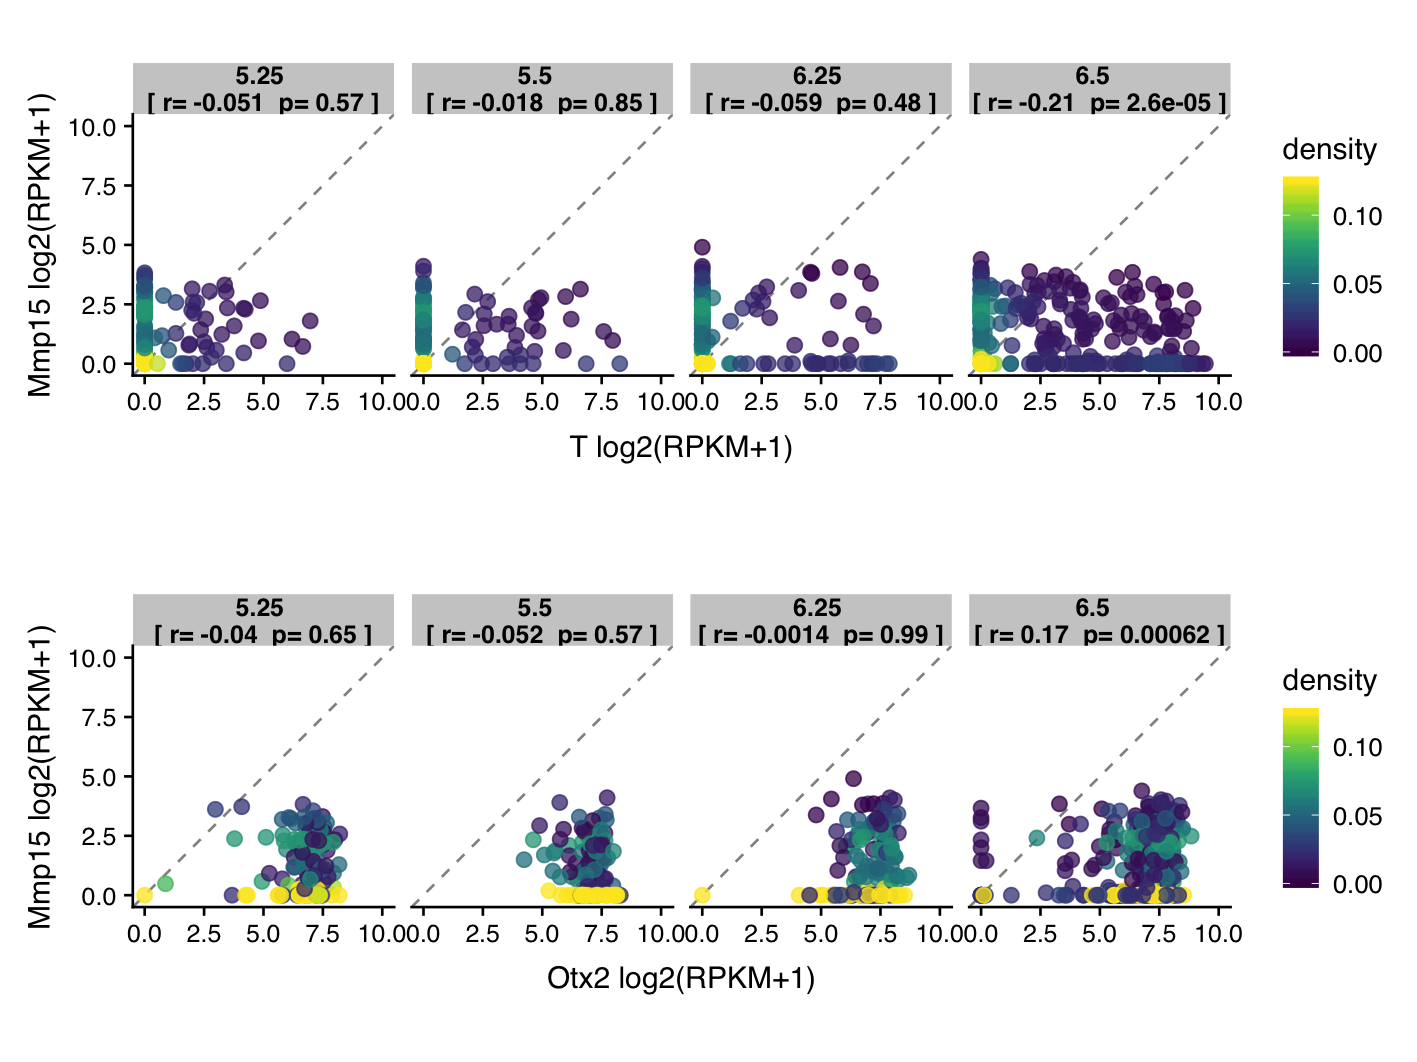 5.25 5.5 6.25 6.5
[ r= -0.051 p= 0.57 ] [ r= -0.018 p= 0.85 ] [ r= -0.059 p= 0.48 ] [ r= -0.21 p= 2.6e-05 ]
Mmp15 log2(RPKM+1)
10.0
7.5
5.0
2.5
0.0
0.0 2.5 5.0 7.5 10.0 0.0 2.5 5.0 7.5 10.0 0.0 2.5 5.0 7.5 10.0 0.0 2.5 5.0 7.5 10.0
T log2(RPKM+1)
density
0.10
0.05
0.00
5.25 5.5 6.25 6.5
[ r= -0.04 p= 0.65 ] [ r= -0.052 p= 0.57 ] [ r= -0.0014 p= 0.99 ] [ r= 0.17 p= 0.00062 ]
Mmp15 log2(RPKM+1)
10.0
7.5
5.0
2.5
0.0
0.0 2.5 5.0 7.5 10.0 0.0 2.5 5.0 7.5 10.0 0.0 2.5 5.0 7.5 10.0 0.0 2.5 5.0 7.5 10.0
Otx2 log2(RPKM+1)
density
0.10
0.05
0.00